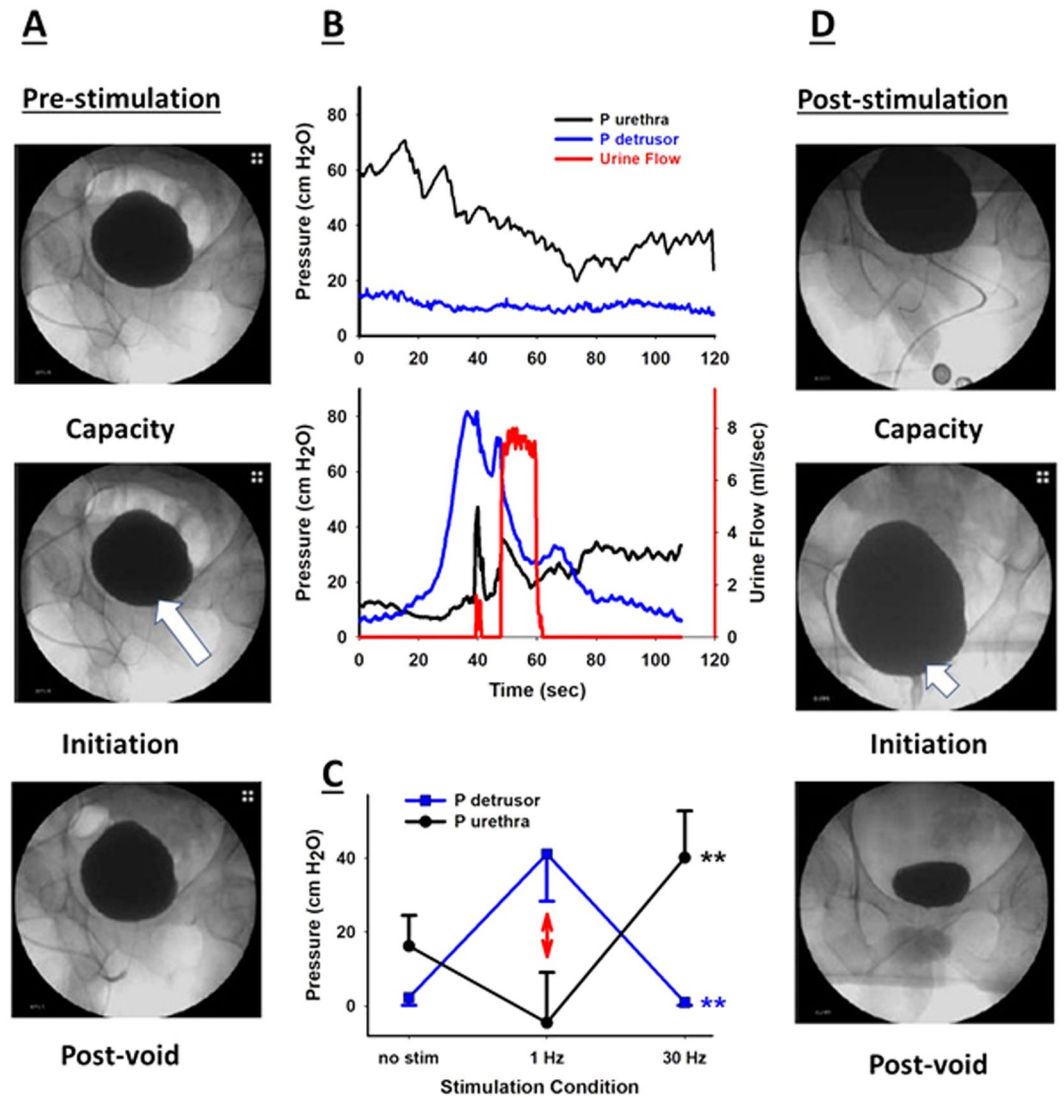 A
Pre-stimulation
Capacity
Initiation
Post-void
B
P urethra
P detrusor
Urine Flow
Pressure (cm H2O)
80
60
40
20
0
0 20 40 60 80 100 120
Pressure (cm H2O)
80
60
40
20
0
8
6
4
2
0
Urine Flow (ml/sec)
0 20 40 60 80 100 120
Time (sec)
C
P detrusor
P urethra
Pressure (cm H2O)
40
20
0
**
**
no stim 1 Hz 30 Hz
Stimulation Condition
D
Post-stimulation
Capacity
Initiation
Post-void